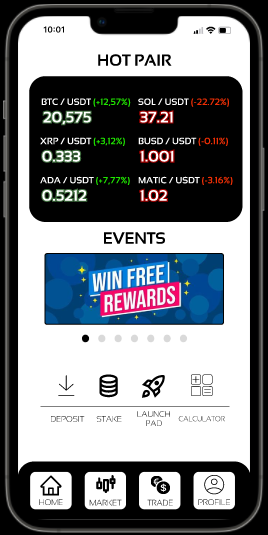 10:01
HOT PAIR
BTC / USDT (+12,57%) SOL / USDT (-22,72%)
20,575 37.21
XRP / USDT (+3,12%) BUSD / USDT (-0.11%)
0.333 1.001
ADA / USDT (+7,77%) MATIC / USDT (-3.16%)
0.5212 1.02
EVENTS
WIN FREE
REWARDS
DEPOSIT STAKE LAUNCH PAD CALCULATOR
HOME MARKET TRADE PROFILE